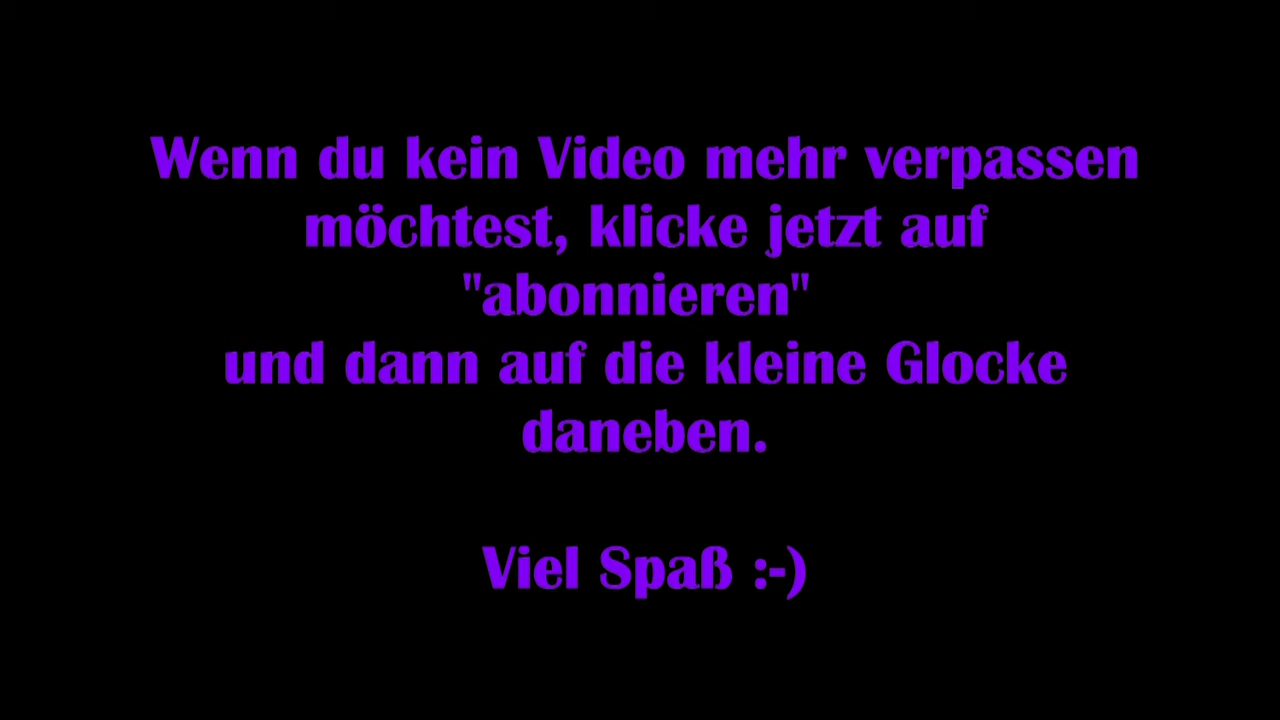 Wenn du kein Video mehr verpassen
möchtest, klicke jetzt auf
"abonnieren"
und dann auf die kleine Glocke
daneben.
Viel Spaß :-)